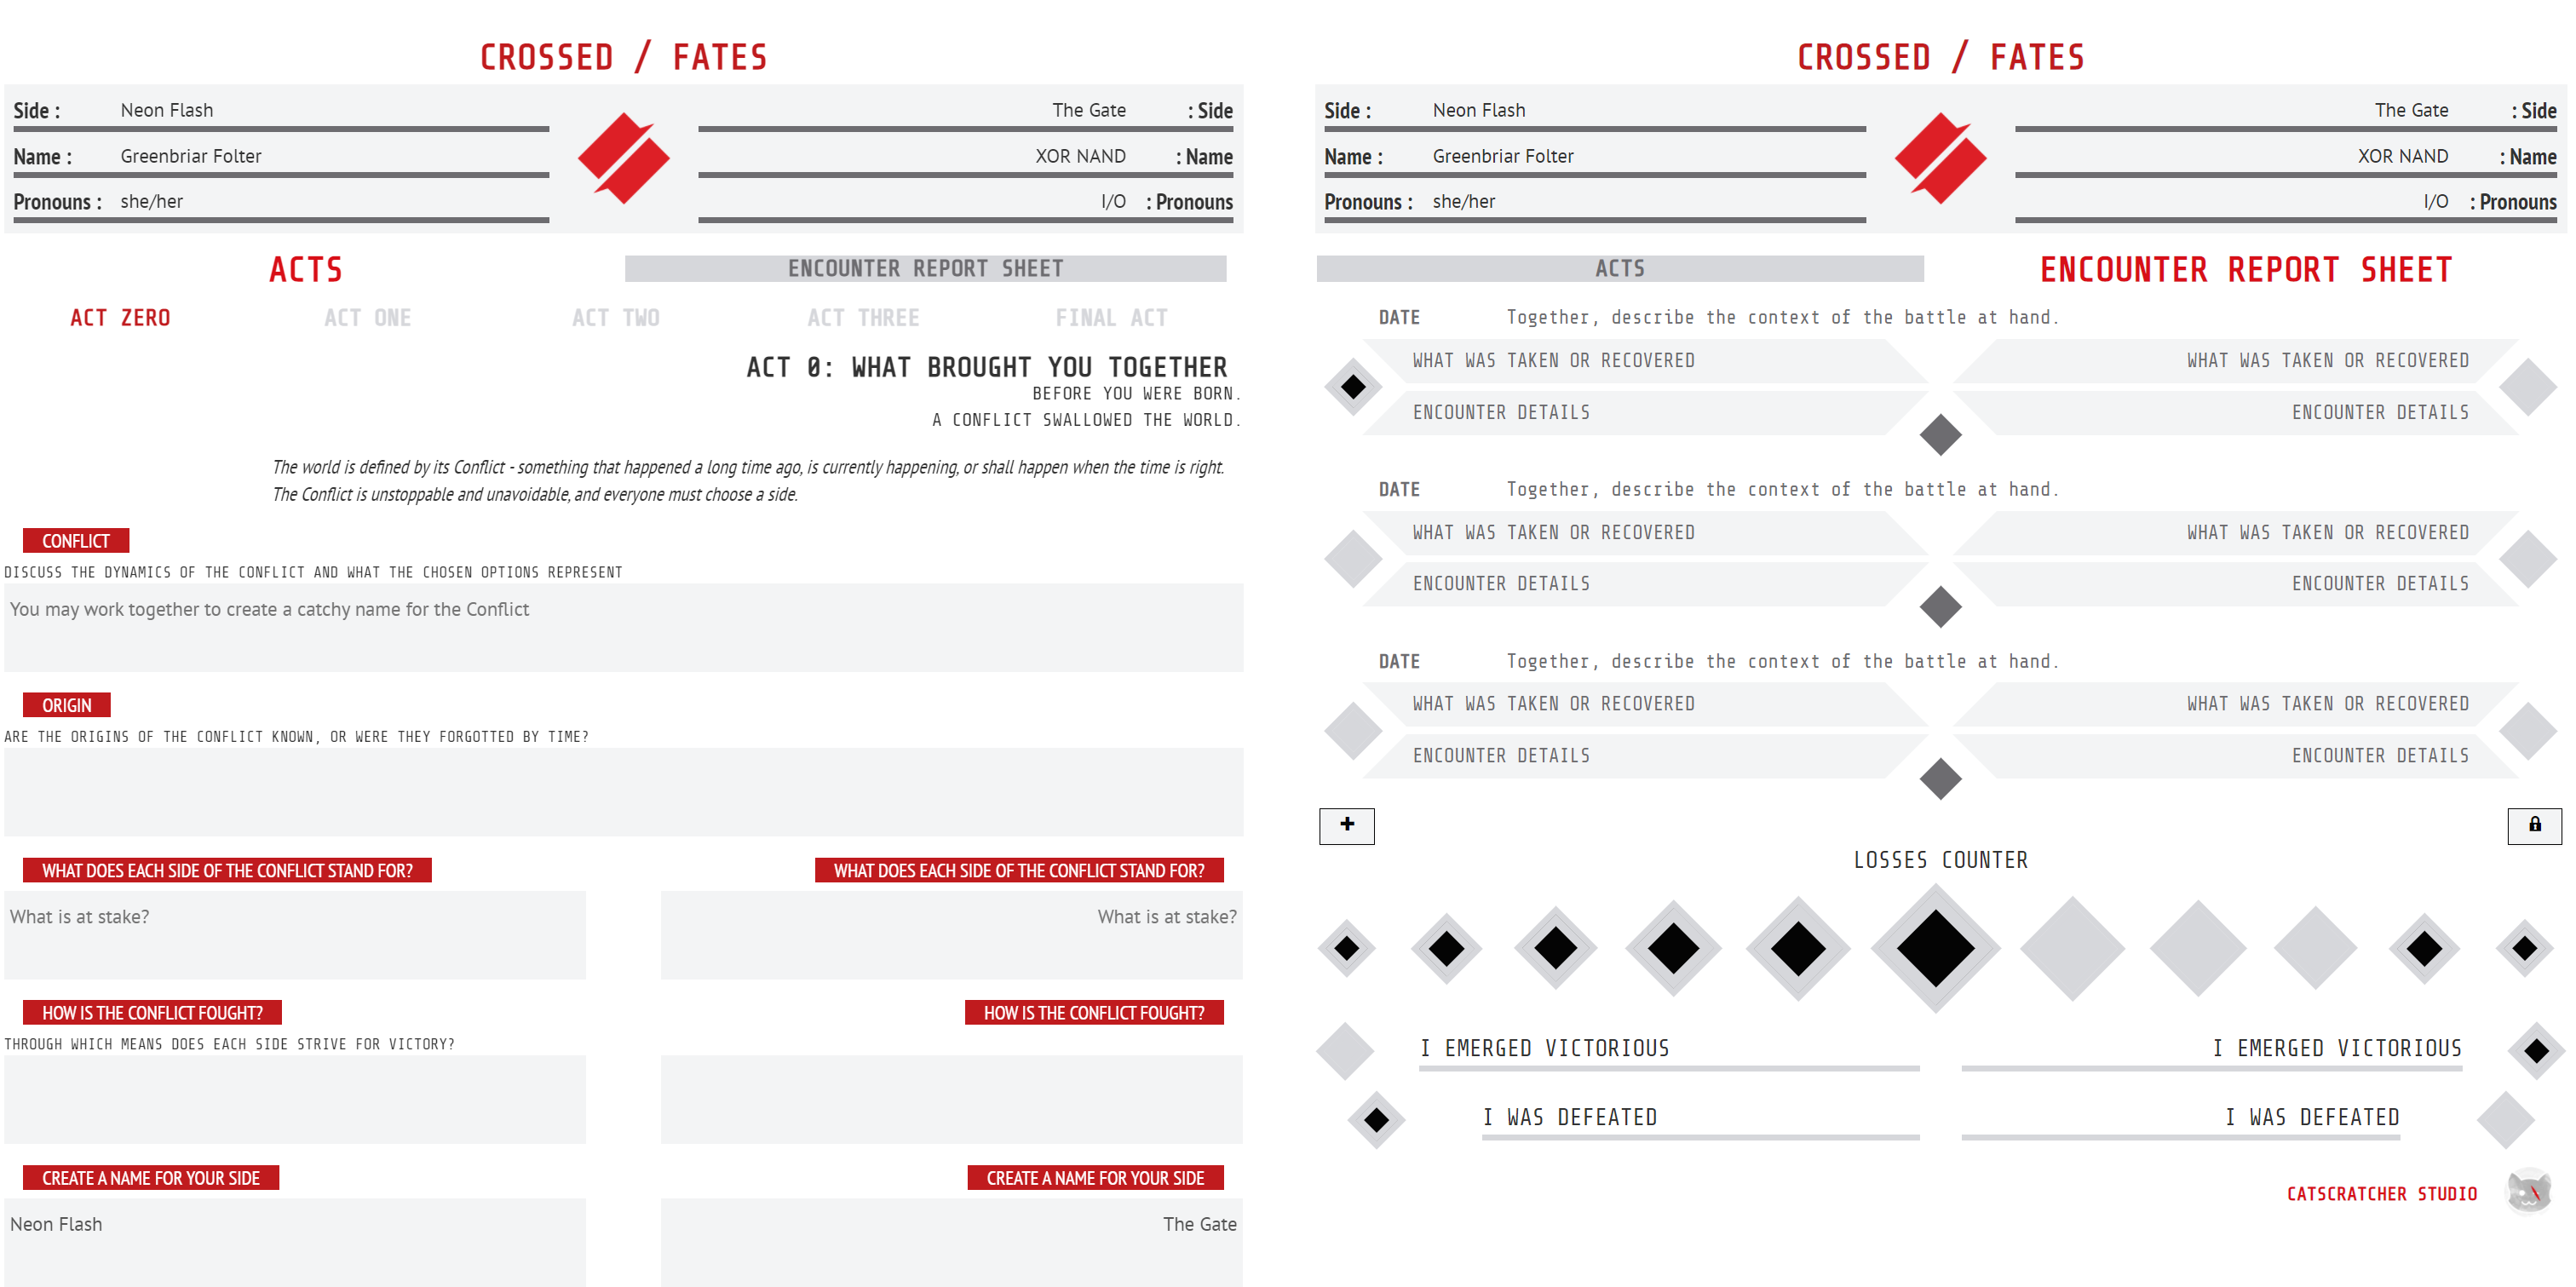 CROSSED / FATES
Side : Neon Flash The Gate : Side
Name : Greenbriar Folter XOR NAND : Name
Pronouns : she/her I/O : Pronouns
ACTS ENCOUNTER REPORT SHEET
ACT ZERO ACT ONE ACT TWO ACT THREE FINAL ACT
ACT 0: WHAT BROUGHT YOU TOGETHER
BEFORE YOU WERE BORN.
A CONFLICT SWALLOWED THE WORLD.
The world is defined by its Conflict - something that happened a long time ago, is currently happening, or shall happen when the time is right.
The Conflict is unstoppable and unavoidable, and everyone must choose a side.
CONFLICT
DISCUSS THE DYNAMICS OF THE CONFLICT AND WHAT THE CHOSEN OPTIONS REPRESENT
You may work together to create a catchy name for the Conflict
ORIGIN
ARE THE ORIGINS OF THE CONFLICT KNOWN, OR WERE THEY FORGOTTED BY TIME?
WHAT DOES EACH SIDE OF THE CONFLICT STAND FOR? WHAT DOES EACH SIDE OF THE CONFLICT STAND FOR?
What is at stake? What is at stake?
HOW IS THE CONFLICT FOUGHT? HOW IS THE CONFLICT FOUGHT?
THROUGH WHICH MEANS DOES EACH SIDE STRIVE FOR VICTORY?
CREATE A NAME FOR YOUR SIDE CREATE A NAME FOR YOUR SIDE
Neon Flash The Gate
CROSSED / FATES
Side : Neon Flash The Gate : Side
Name : Greenbriar Folter XOR NAND : Name
Pronouns : she/her I/O : Pronouns
ACTS ENCOUNTER REPORT SHEET
DATE Together, describe the context of the battle at hand.
WHAT WAS TAKEN OR RECOVERED WHAT WAS TAKEN OR RECOVERED
ENCOUNTER DETAILS ENCOUNTER DETAILS
DATE Together, describe the context of the battle at hand.
WHAT WAS TAKEN OR RECOVERED WHAT WAS TAKEN OR RECOVERED
ENCOUNTER DETAILS ENCOUNTER DETAILS
DATE Together, describe the context of the battle at hand.
WHAT WAS TAKEN OR RECOVERED WHAT WAS TAKEN OR RECOVERED
ENCOUNTER DETAILS ENCOUNTER DETAILS
LOSSES COUNTER
I EMERGED VICTORIOUS I EMERGED VICTORIOUS
I WAS DEFEATED I WAS DEFEATED
CATSCRATCHER STUDIO